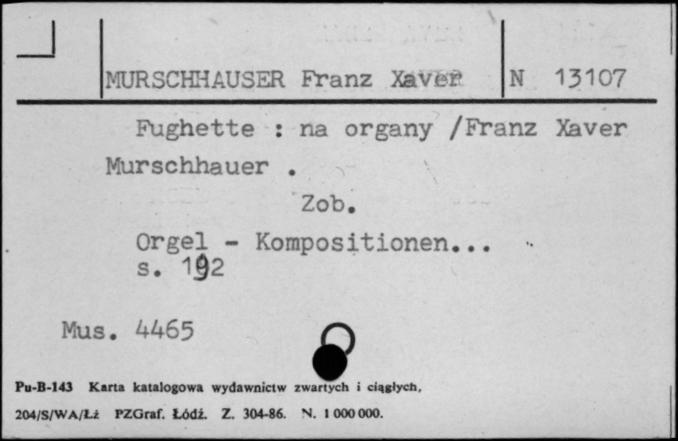 MURSCHHAUSER Franz Xaver
N 13107
Fughette : na organy /Franz Xaver
Murschhauer .
Zob.
Orgel - Kompositionen...
s. 192
Mus. 4465
Pu-B-143 Karta katalogowa wydawnictw zwartych i ciągłych,
204/S/WA/Łź PZGraf. Łódź. Z. 304-86. N. 1 000 000.